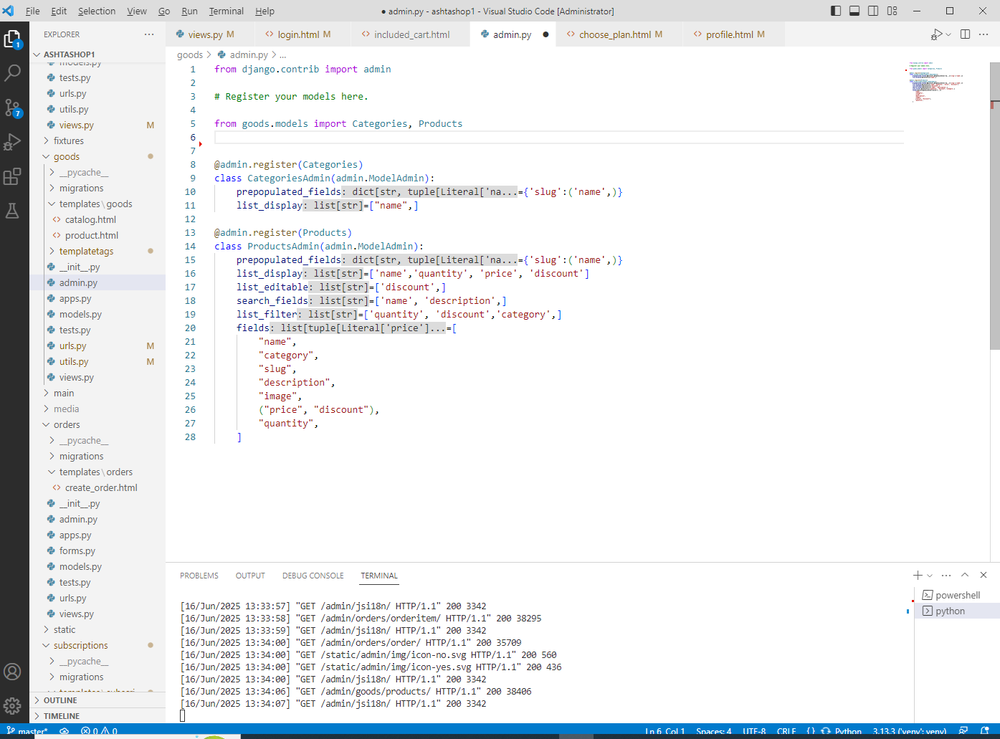 File Edit Selection View Go Run Terminal Help
● admin.py - ashtashop1 - Visual Studio Code [Administrator]
EXPLORER ···
ASHTASHOP1
models.py
tests.py
urls.py
utils.py
views.py M
fixtures
goods
__pycache__
migrations
templates\goods
catalog.html
product.html
templatetags
__init__.py
admin.py
apps.py
models.py
tests.py
urls.py M
utils.py M
views.py
main
media
orders
__pycache__
migrations
templates\orders
create_order.html
__init__.py
admin.py
apps.py
forms.py
models.py
tests.py
urls.py
views.py
static
subscriptions
__pycache__
migrations
OUTLINE
TIMELINE
1
7
views.py M
login.html M
included_cart.html
admin.py ●
choose_plan.html M
profile.html M
goods > admin.py > ...
1 from django.contrib import admin
2
3 # Register your models here.
4
5 from goods.models import Categories, Products
6
7
8 @admin.register(Categories)
9 class CategoriesAdmin(admin.ModelAdmin):
10 prepopulated_fields: dict[str, tuple[Literal['na...={'slug':('name',)}
11 list_display: list[str]=["name",]
12
13 @admin.register(Products)
14 class ProductsAdmin(admin.ModelAdmin):
15 prepopulated_fields: dict[str, tuple[Literal['na...={'slug':('name',)}
16 list_display: list[str]=['name','quantity', 'price', 'discount']
17 list_editable: list[str]=['discount',]
18 search_fields: list[str]=['name', 'description',]
19 list_filter: list[str]=['quantity', 'discount','category',]
20 fields: list[tuple[Literal['price']...=[
21 "name",
22 "category",
23 "slug",
24 "description",
25 "image",
26 ("price", "discount"),
27 "quantity",
28 ]
PROBLEMS OUTPUT DEBUG CONSOLE TERMINAL
[16/Jun/2025 13:33:57] "GET /admin/jsi18n/ HTTP/1.1" 200 3342
[16/Jun/2025 13:33:58] "GET /admin/orders/orderitem/ HTTP/1.1" 200 38295
[16/Jun/2025 13:33:59] "GET /admin/jsi18n/ HTTP/1.1" 200 3342
[16/Jun/2025 13:34:00] "GET /admin/orders/order/ HTTP/1.1" 200 35709
[16/Jun/2025 13:34:00] "GET /static/admin/img/icon-no.svg HTTP/1.1" 200 560
[16/Jun/2025 13:34:00] "GET /static/admin/img/icon-yes.svg HTTP/1.1" 200 436
[16/Jun/2025 13:34:00] "GET /admin/jsi18n/ HTTP/1.1" 200 3342
[16/Jun/2025 13:34:06] "GET /admin/goods/products/ HTTP/1.1" 200 38406
[16/Jun/2025 13:34:07] "GET /admin/jsi18n/ HTTP/1.1" 200 3342
powershell
python
master* 0 0 Ln 6, Col 1 Spaces: 4 UTF-8 CRLF {} Python 3.13.3 ('venv': venv)